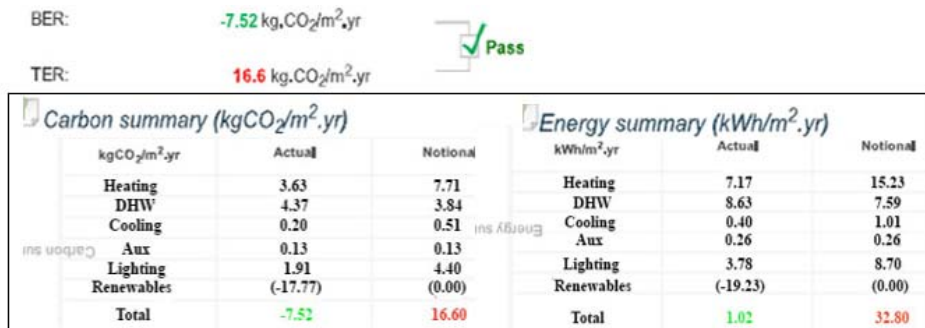 BER: -7.52 kg.CO2/m2.yr
Pass
TER: 16.6 kg.CO2/m2.yr
Carbon summary (kgCO2/m2.yr)
kgCO2/m2.yr Actual Notional
Heating 3.63 7.71
DHW 4.37 3.84
Cooling 0.20 0.51
Aux 0.13 0.13
Lighting 1.91 4.40
Renewables (-17.77) (0.00)
Total -7.52 16.60
Carbon sur
Energy summary (kWh/m2.yr)
kWh/m2.yr Actual Notional
Heating 7.17 15.23
DHW 8.63 7.59
Cooling 0.40 1.01
Aux 0.26 0.26
Lighting 3.78 8.70
Renewables (-19.23) (0.00)
Total 1.02 32.80
Energy sur